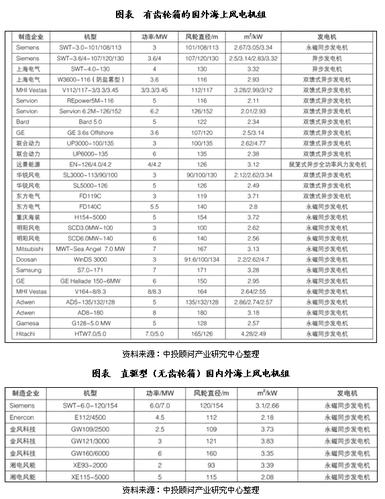 图表 有齿轮箱的国外海上风电机组
制造企业 机型 功率/MW 风轮直径/m m²/kW 发电机
Siemens SWT-3.0-101/108/113 3 101/108/113 2.67/3.05/3.34 永磁同步发电机
Siemens SWT-3.6/4-107/120/130 3.6/4 107/120/130 2.5/3.14/2.83/3.32 异步发电机
上海电气 SWT-4.0-130 4 130 3.32 异步发电机
上海电气 W3600-116（防盐雾型） 3.6 116 2.93 双馈式异步发电机
MHI Vestas V112/117-3/3.3/3.45 3/3.3/3.45 112/117 3.28/2.99/3.12 双馈式异步发电机
Senvion REpower5M-116 5 116 2.11 双馈式异步发电机
Senvion Senvion 6.2M-126/152 6.2 126/152 2.01/2.93 双馈式异步发电机
Bard Bard 5.0 5 122 2.34 双馈式异步发电机
GE GE 3.6s Offshore 3.6 107/120 2.5/3.14 双馈式异步发电机
联合动力 UP3000-100/135 3 100/135 2.62/4.77 双馈式异步发电机
联合动力 UP6000-135 6 135 2.38 双馈式异步发电机
远景能源 EN-126/4.0/4.2 4/4.2 126 3.12 鼠笼式异步全功率风力发电机
华锐风电 SL3000-113/90/100 3 90/100/130 2.12/2.62/3.34 双馈式异步发电机
华锐风电 SL5000-126 5 126 2.49 双馈式异步发电机
东方电气 FD119C 3 119 3.71 双馈式异步发电机
东方电气 FD140C 5.5 140 2.8 永磁同步发电机
重庆海装 H154-5000 5 154 3.72 永磁同步发电机
明阳风电 SCD3.0MW-100 3 100 2.62 永磁同步发电机
明阳风电 SCD6.0MW-140 6 140 2.56 永磁同步发电机
Mitsubishi MWT-Sea Angel 7.0 MW 7 167 3.13 永磁同步发电机
Doosan WinDS 3000 3 91.6/100/134 2.2/2.62/4.7 永磁同步发电机
Samsung S7.0-171 7 171 3.28 永磁同步发电机
GE GE Haliade 150-6MW 6 150 2.95 永磁同步发电机
MHI Vestas V164-8/8.3 8/8.3 164 2.64/2.55 永磁同步发电机
Adwen AD5-135/132/128 5 135/132/128 2.86/2.74/2.57 永磁同步发电机
Adwen AD8-180 8 180 3.18 永磁同步发电机
Gamesa G128-5.0 MW 5 128 2.57 永磁同步发电机
Hitachi HTW7.0/5.0 7.0/5.0 165/126 4.28/2.49 永磁同步发电机
资料来源：中投顾问产业研究中心整理
图表 直驱型（无齿轮箱）国内外海上风电机组
制造企业 机型 功率/MW 风轮直径/m m²/kW 发电机
Siemens SWT-6.0-120/154 6.0/7.0 120/154 3.1/2.66 永磁同步发电机
Enercon E112/4500 4.5 112 2.18 永磁同步发电机
金风科技 GW109/2500 2.5 109 3.73 永磁同步发电机
金风科技 GW121/3000 3 121 3.83 永磁同步发电机
金风科技 GW160/6000 6 160 3.35 永磁同步发电机
湘电风能 XE93-2000 2 93 3.39 永磁同步发电机
湘电风能 XE115-5000 5 115 2.08 永磁同步发电机
资料来源：中投顾问产业研究中心整理